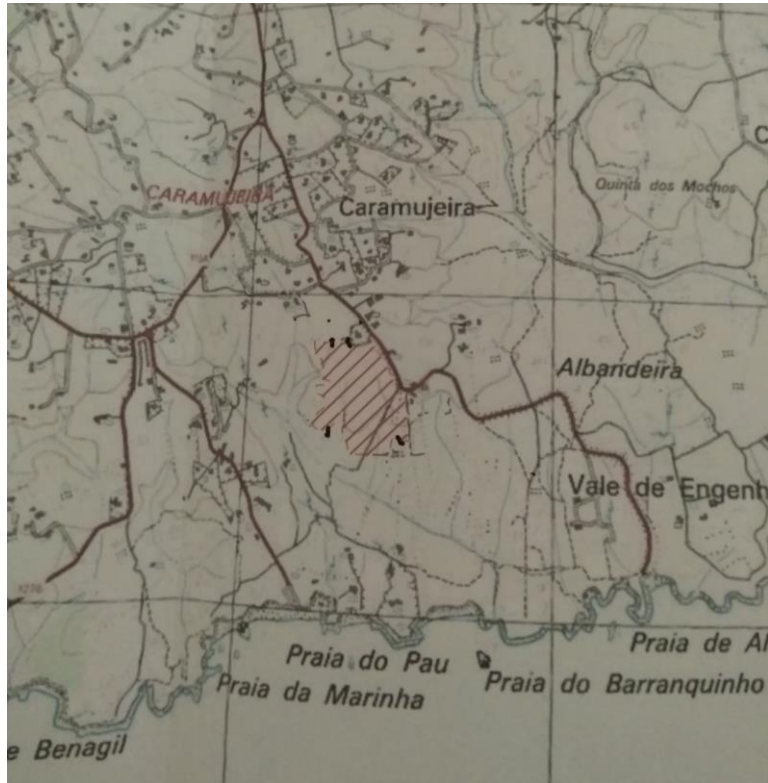 CARAMUJEIRA
Caramujeira
Quinta dos Mochos
C
Albandeira
Vale de Engenh
1276
Praia do Pau
Praia de Al
Praia da Marinha
Praia do Barranquinho
e Benagil